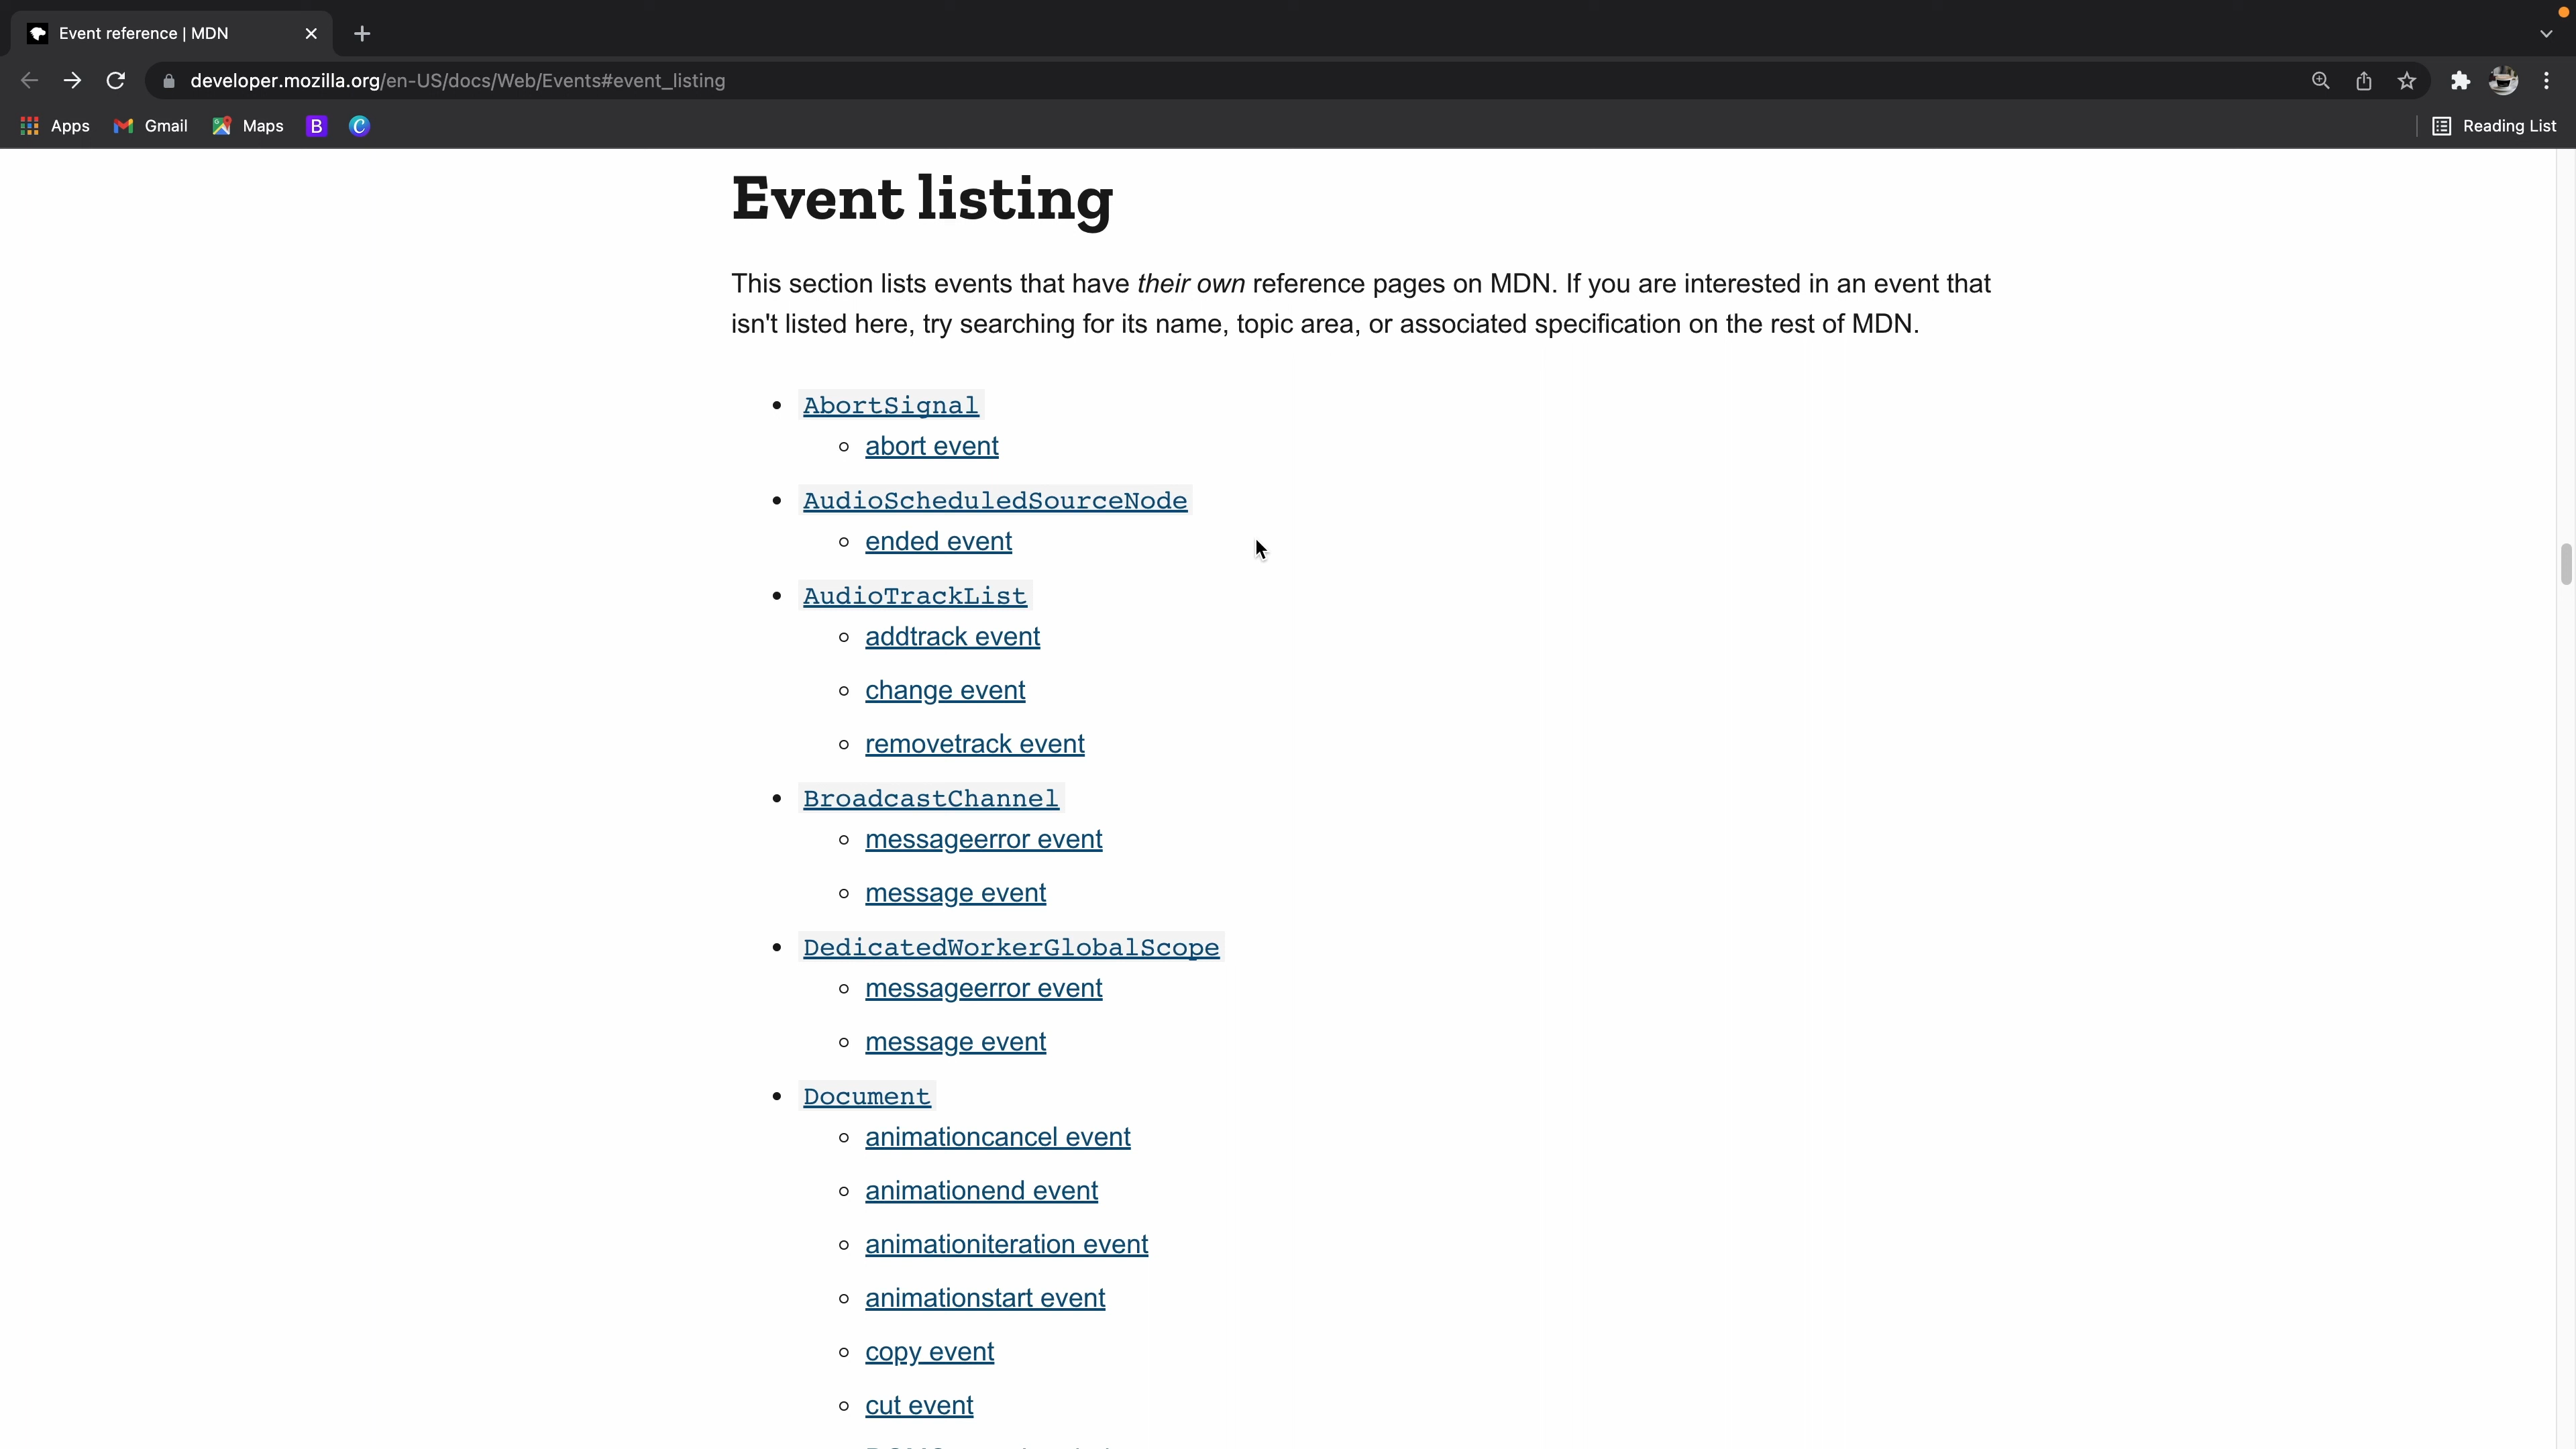 Event reference | MDN
developer.mozilla.org/en-US/docs/Web/Events#event_listing
Apps Gmail Maps B C Reading List
Event listing
This section lists events that have their own reference pages on MDN. If you are interested in an event that
isn't listed here, try searching for its name, topic area, or associated specification on the rest of MDN.
AbortSignal
abort event
AudioScheduledSourceNode
ended event
AudioTrackList
addtrack event
change event
removetrack event
BroadcastChannel
messageerror event
message event
DedicatedWorkerGlobalScope
messageerror event
message event
Document
animationcancel event
animationend event
animationiteration event
animationstart event
copy event
cut event